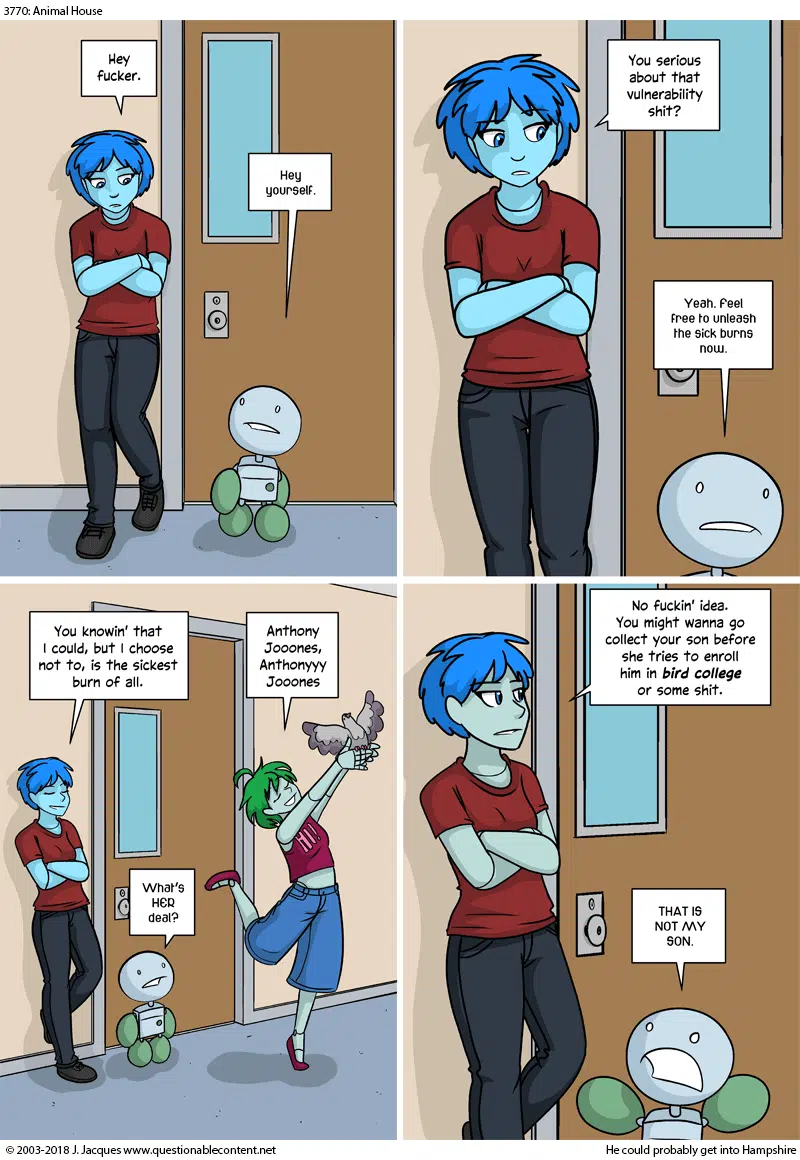 3770: Animal House
Hey
fucker.
Hey
yourself.
You serious
about that
vulnerability
shit?
Yeah. Feel
free to unleash
the sick burns
now.
You knowin' that
I could, but I choose
not to, is the sickest
burn of all.
Anthony
Jooones,
Anthonyyy
Jooones
HI!
What's
HER
deal?
No fuckin' idea.
You might wanna go
collect your son before
she tries to enroll
him in bird college
or some shit.
THAT IS
NOT MY
SON.
© 2003-2018 J. Jacques www.questionablecontent.net
He could probably get into Hampshire